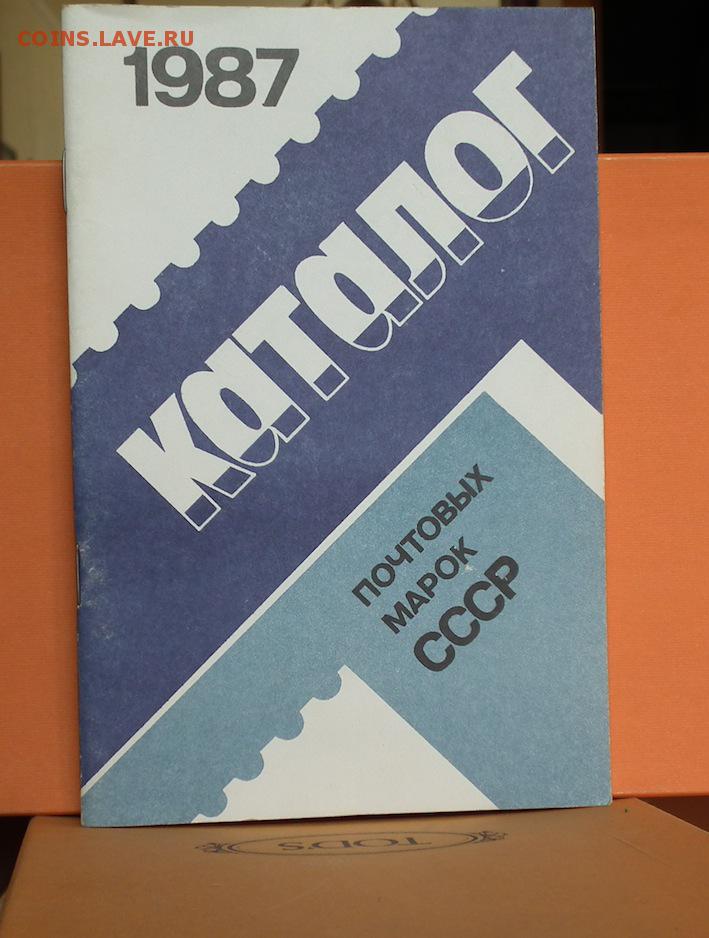 COINS.LAVE.RU
1987
каталог
ПОЧТОВЫХ
МАРОК
СССР
TOD'S